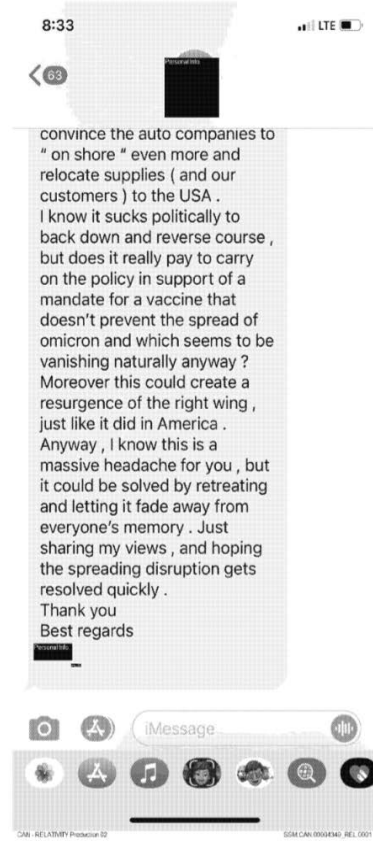 8:33
LTE
63
Personal Info
convince the auto companies to
" on shore " even more and
relocate supplies ( and our
customers ) to the USA .
I know it sucks politically to
back down and reverse course ,
but does it really pay to carry
on the policy in support of a
mandate for a vaccine that
doesn't prevent the spread of
omicron and which seems to be
vanishing naturally anyway ?
Moreover this could create a
resurgence of the right wing ,
just like it did in America .
Anyway , I know this is a
massive headache for you , but
it could be solved by retreating
and letting it fade away from
everyone's memory . Just
sharing my views , and hoping
the spreading disruption gets
resolved quickly .
Thank you
Best regards
Personal Info
iMessage
CAN - RELATIVITY Production 02